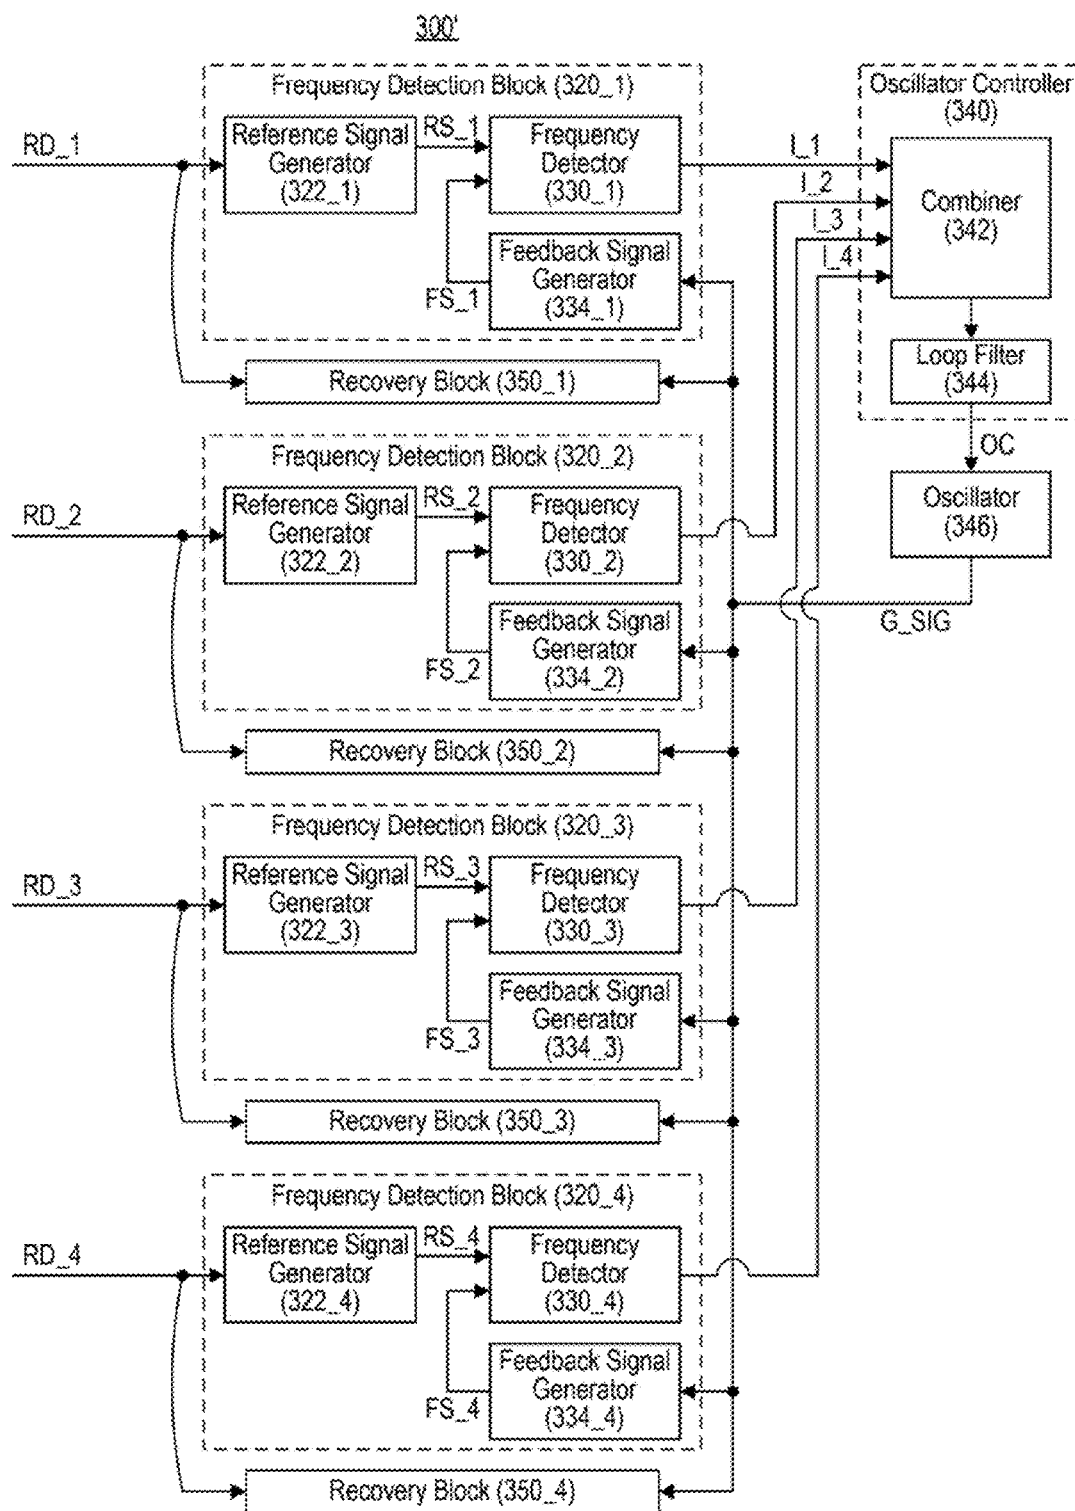 300'
Frequency Detection Block (320_1)
RD_1
Reference Signal
Generator
(322_1)
RS_1
Frequency
Detector
(330_1)
FS_1
Feedback Signal
Generator
(334_1)
Recovery Block (350_1)
Frequency Detection Block (320_2)
RD_2
Reference Signal
Generator
(322_2)
RS_2
Frequency
Detector
(330_2)
FS_2
Feedback Signal
Generator
(334_2)
Recovery Block (350_2)
Frequency Detection Block (320_3)
RD_3
Reference Signal
Generator
(322_3)
RS_3
Frequency
Detector
(330_3)
FS_3
Feedback Signal
Generator
(334_3)
Recovery Block (350_3)
Frequency Detection Block (320_4)
RD_4
Reference Signal
Generator
(322_4)
RS_4
Frequency
Detector
(330_4)
FS_4
Feedback Signal
Generator
(334_4)
Recovery Block (350_4)
I_1
I_2
I_3
I_4
Oscillator Controller
(340)
Combiner
(342)
Loop Filter
(344)
OC
Oscillator
(346)
G_SIG